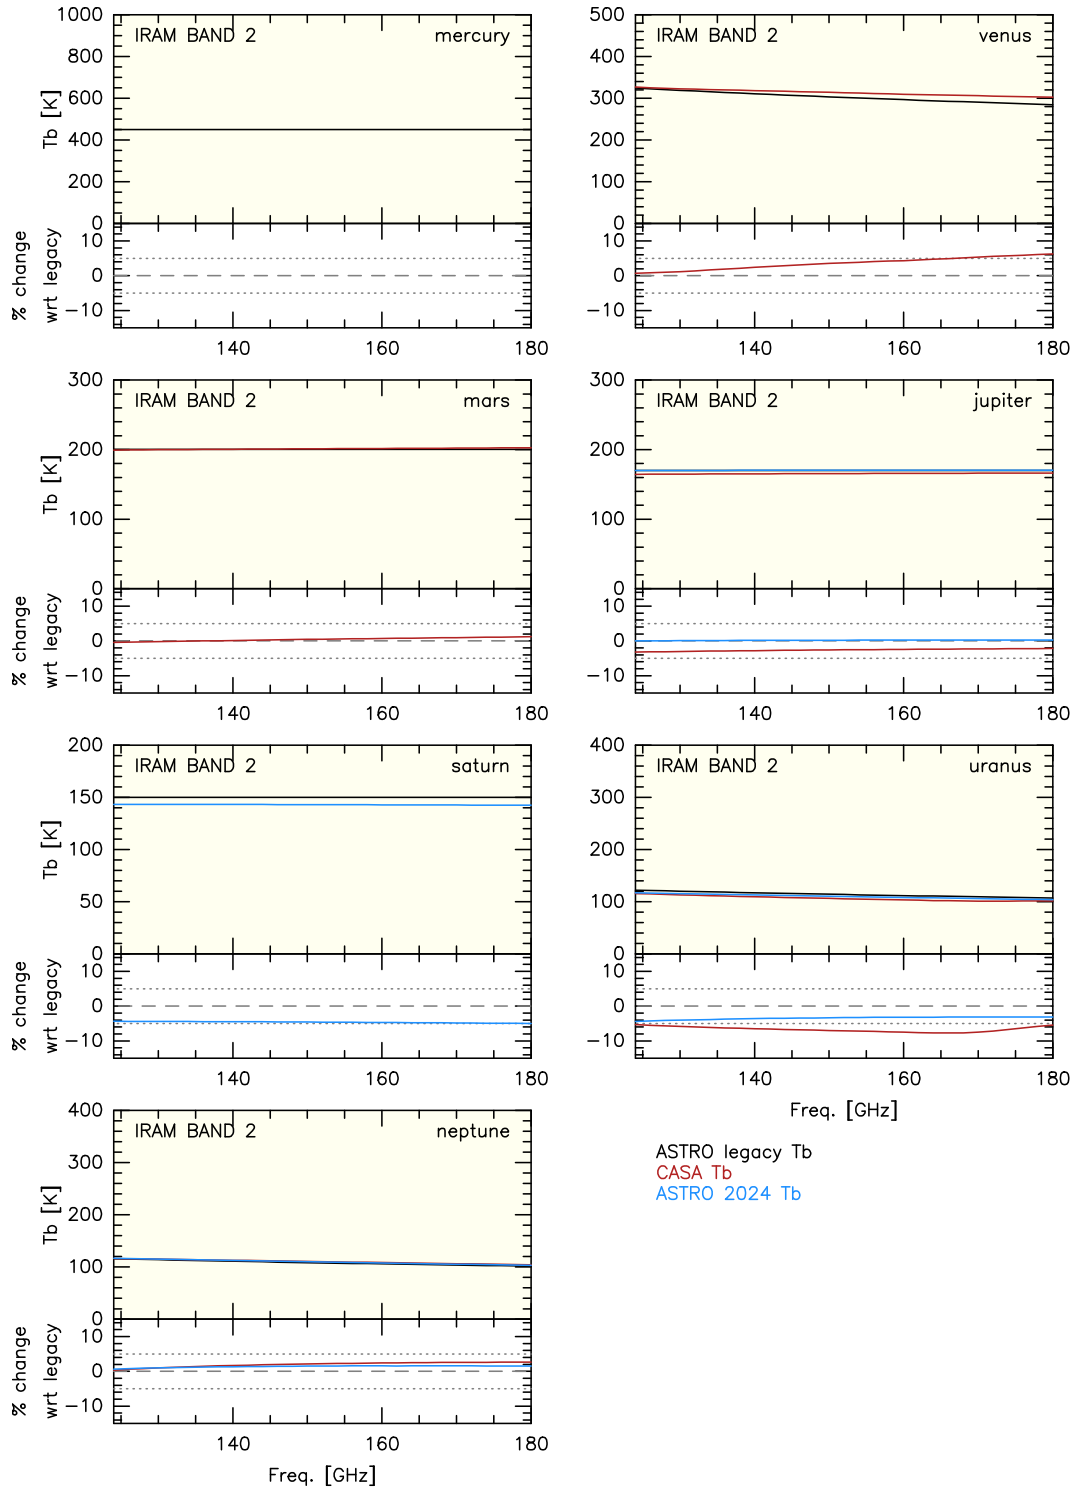 IRAM BAND 2 mercury
1000
800
600
400
200
0
Tb [K]
10
0
−10
% change
wrt legacy
140 160 180
IRAM BAND 2 venus
500
400
300
200
100
0
10
0
−10
140 160 180
IRAM BAND 2 mars
300
200
100
0
Tb [K]
10
0
−10
% change
wrt legacy
140 160 180
IRAM BAND 2 jupiter
300
200
100
0
10
0
−10
140 160 180
IRAM BAND 2 saturn
200
150
100
50
0
Tb [K]
10
0
−10
% change
wrt legacy
140 160 180
IRAM BAND 2 uranus
400
300
200
100
0
10
0
−10
140 160 180
Freq. [GHz]
IRAM BAND 2 neptune
400
300
200
100
0
Tb [K]
10
0
−10
% change
wrt legacy
140 160 180
Freq. [GHz]
ASTRO legacy Tb
CASA Tb
ASTRO 2024 Tb